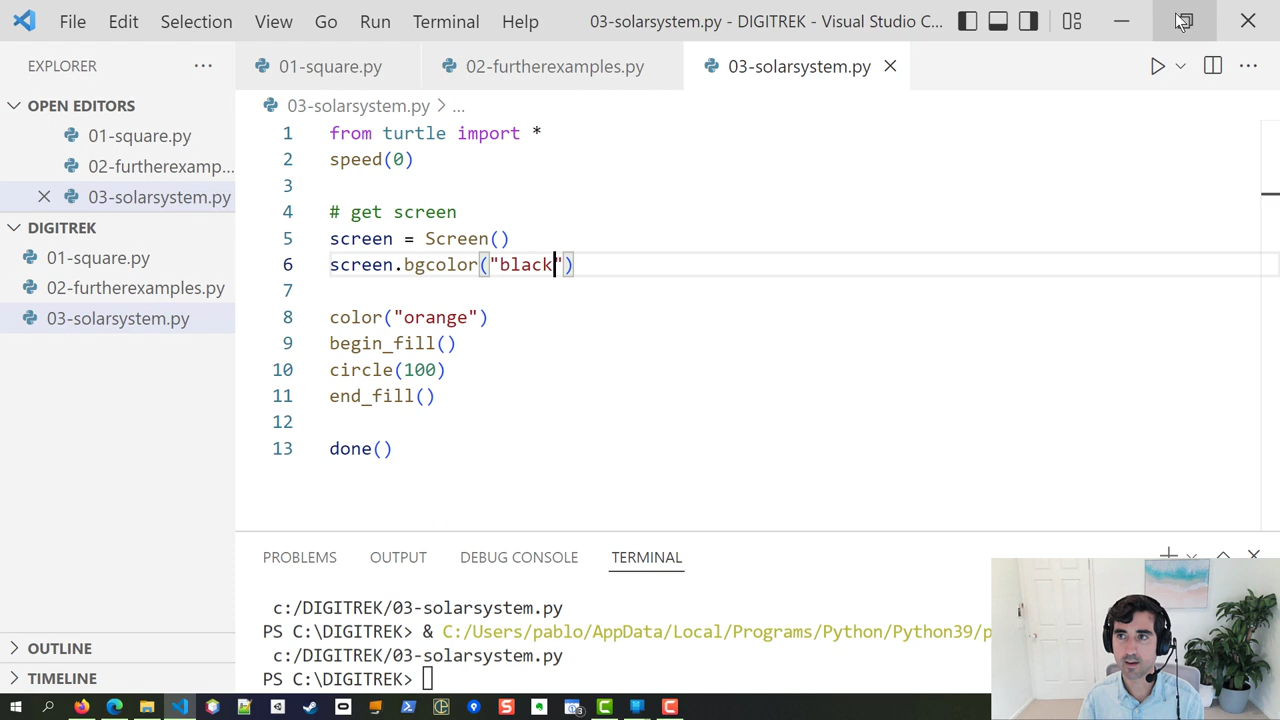 File Edit Selection View Go Run Terminal Help 03-solarsystem.py - DIGITREK - Visual Studio C...
EXPLORER ...
01-square.py 02-furtherexamples.py 03-solarsystem.py
OPEN EDITORS
01-square.py
02-furtherexamp...
03-solarsystem.py
DIGITREK
01-square.py
02-furtherexamples.py
03-solarsystem.py
OUTLINE
TIMELINE
03-solarsystem.py > ...
1 from turtle import *
2 speed(0)
3
4 # get screen
5 screen = Screen()
6 screen.bgcolor("black")
7
8 color("orange")
9 begin_fill()
10 circle(100)
11 end_fill()
12
13 done()
PROBLEMS OUTPUT DEBUG CONSOLE TERMINAL
c:/DIGITREK/03-solarsystem.py
PS C:\DIGITREK> & C:/Users/pablo/AppData/Local/Programs/Python/Python39/p
c:/DIGITREK/03-solarsystem.py
PS C:\DIGITREK>